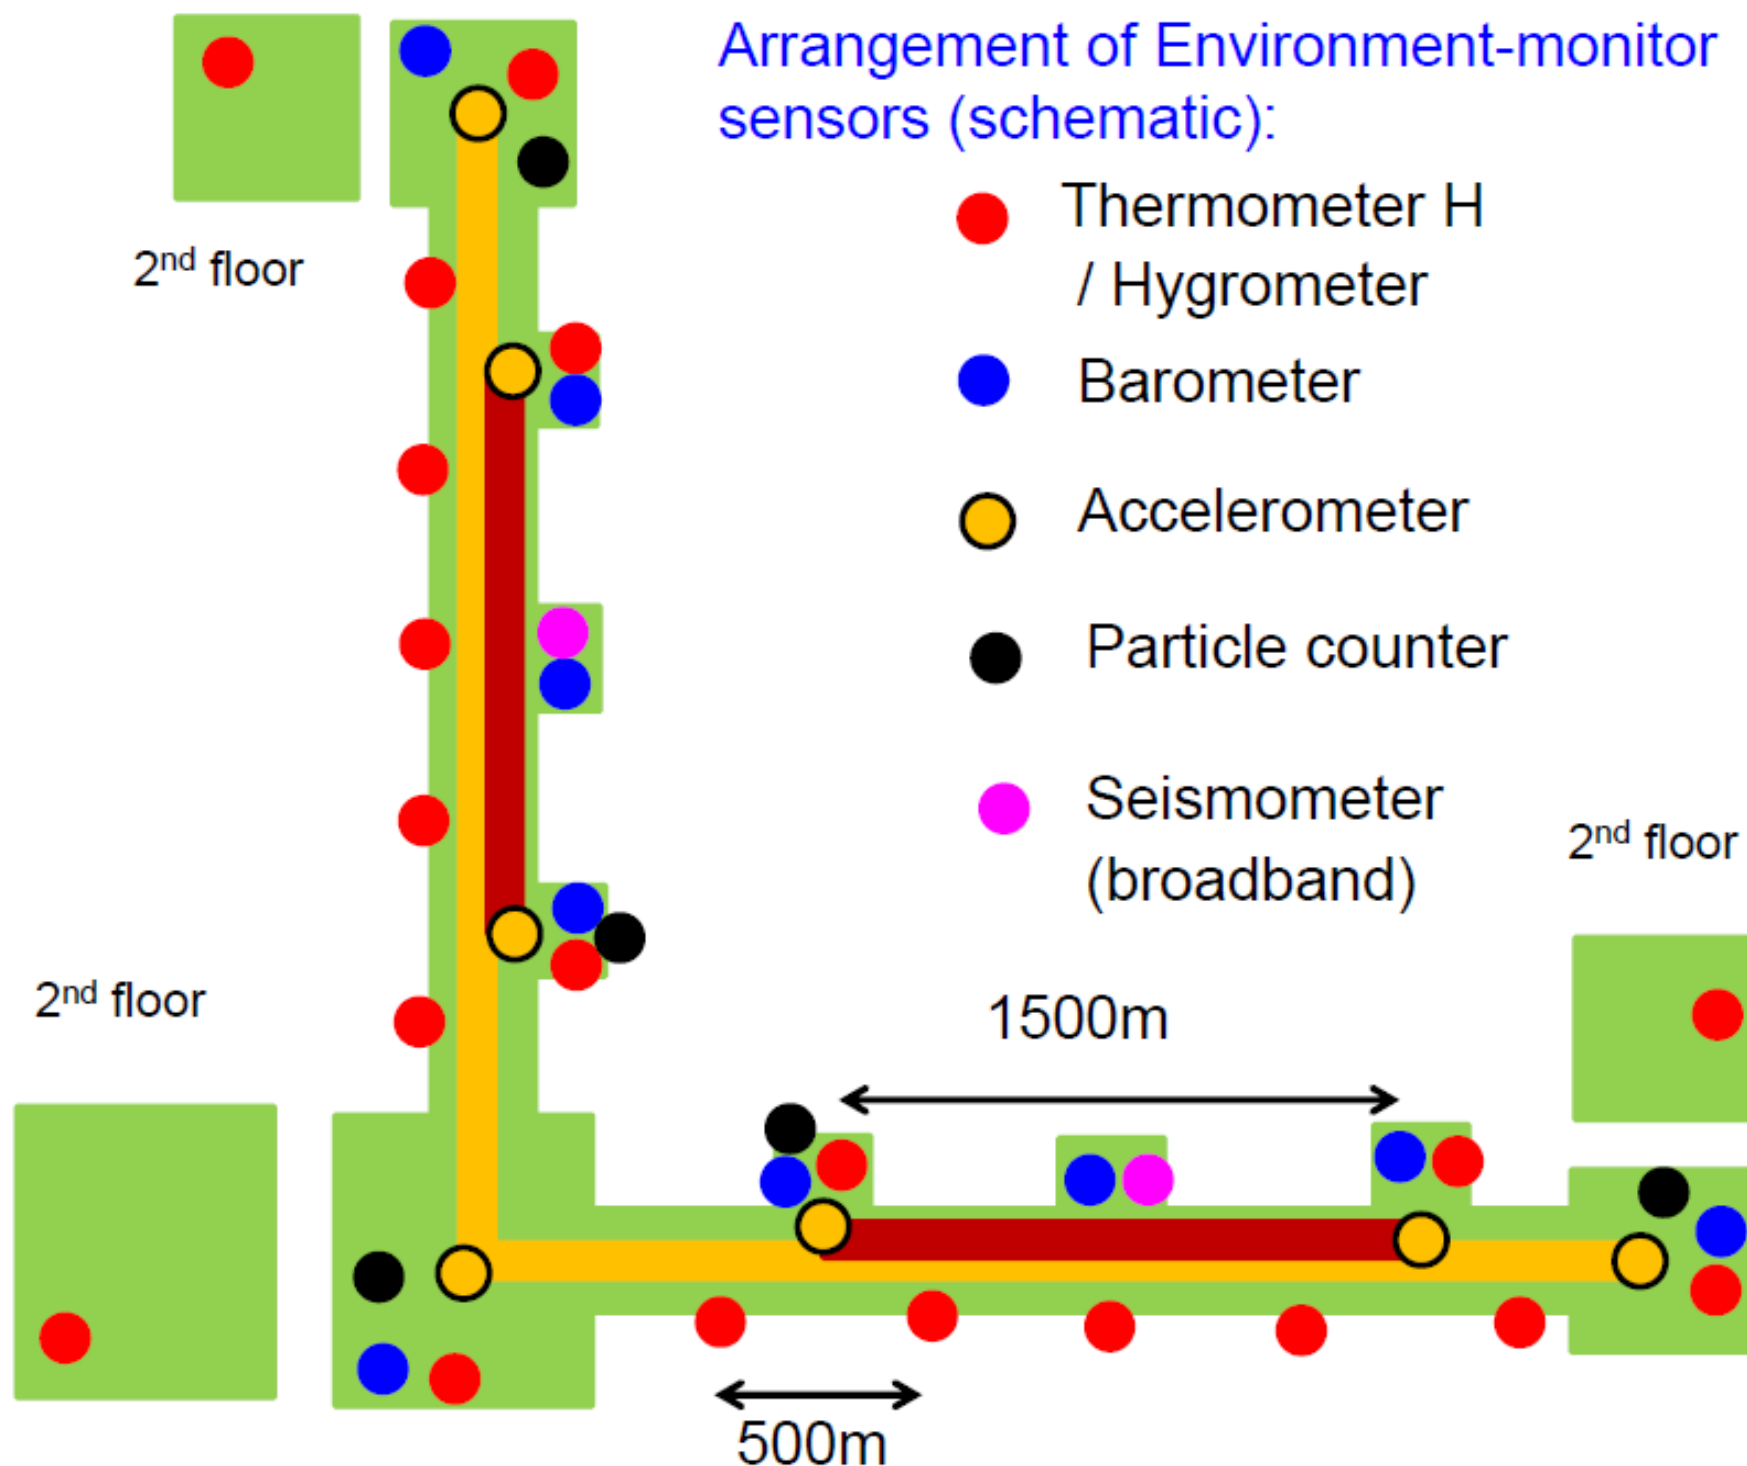 Arrangement of Environment-monitor
sensors (schematic):
Thermometer H
/ Hygrometer
2nd floor
Barometer
Accelerometer
Particle counter
Seismometer
(broadband)
2nd floor
2nd floor
1500m
500m